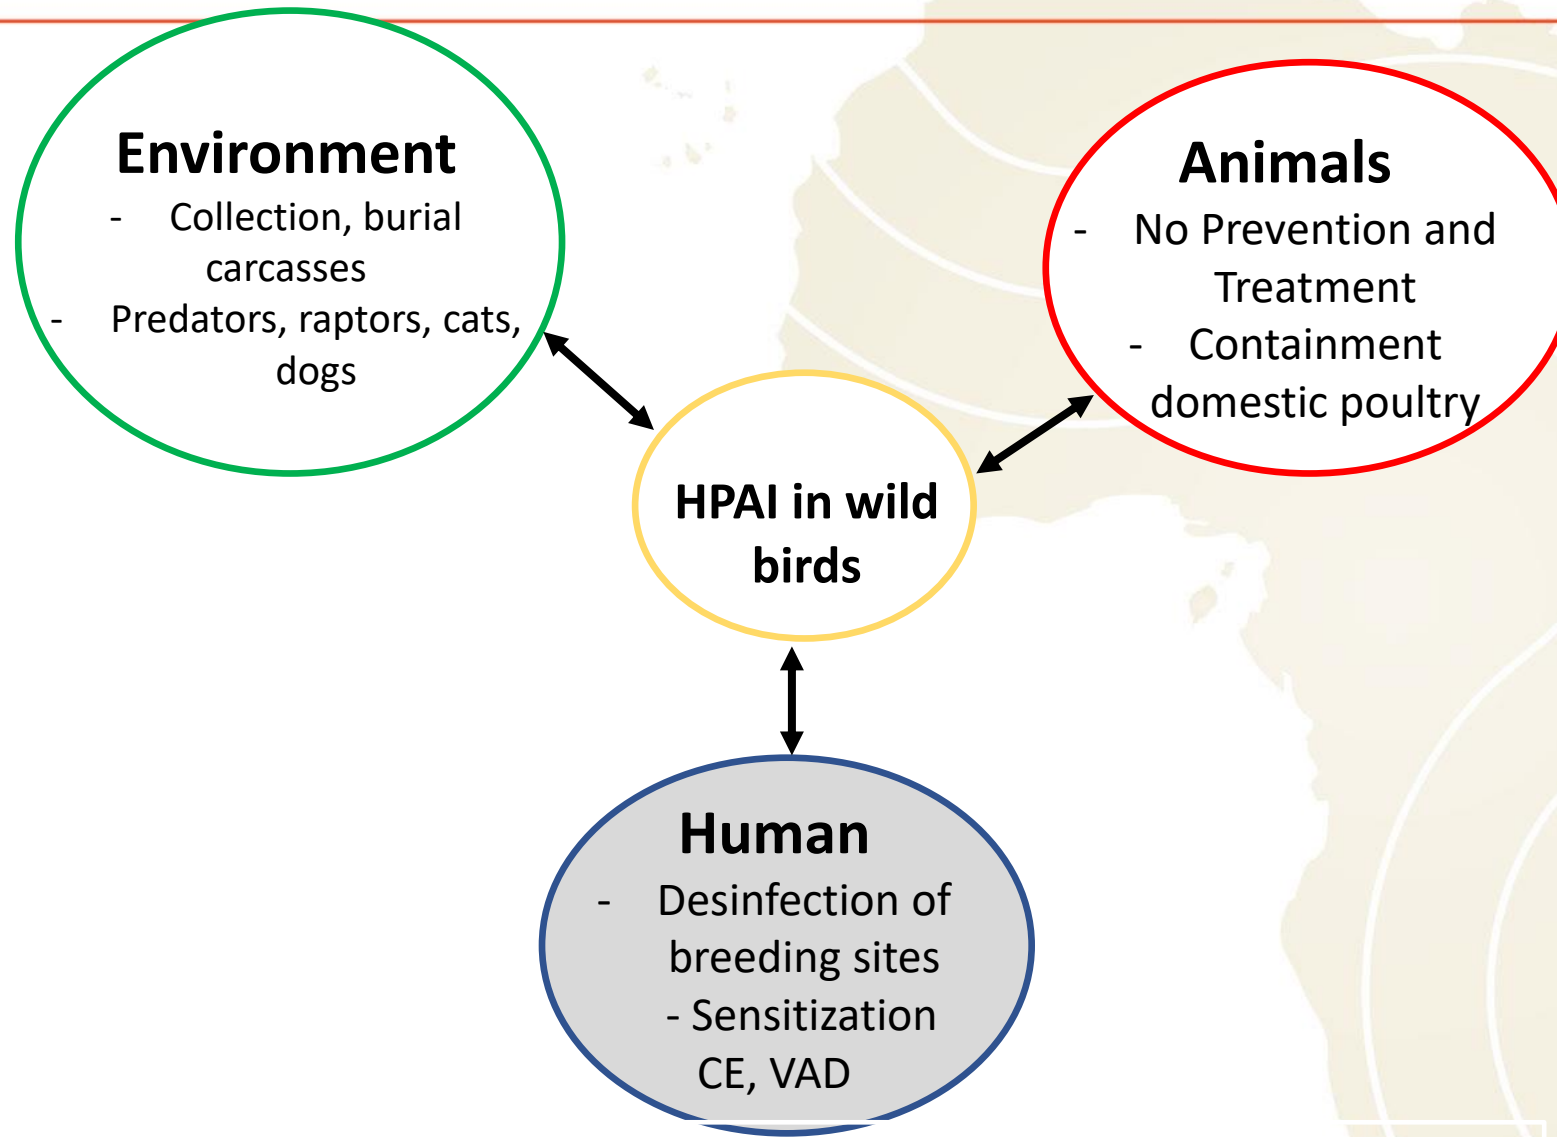 Environment
- Collection, burial
carcasses
- Predators, raptors, cats,
dogs
Animals
- No Prevention and
Treatment
- Containment
domestic poultry
HPAI in wild
birds
Human
- Desinfection of
breeding sites
- Sensitization
CE, VAD